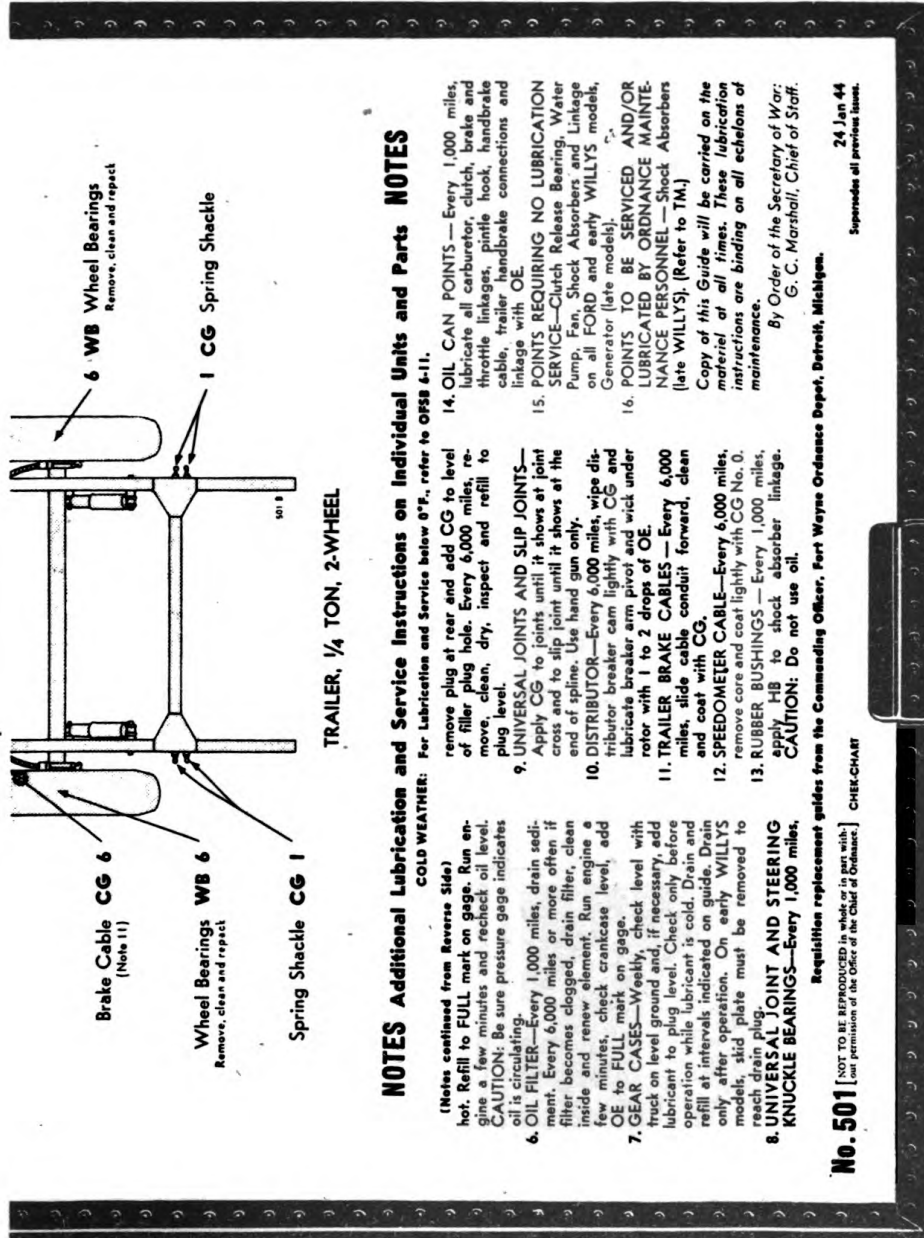 Brake Cable CG 6
(Note 11)
Wheel Bearings WB 6
Remove, clean and repack
Spring Shackle CG 1
6 WB Wheel Bearings
Remove, clean and repack
1 CG Spring Shackle
501 B
TRAILER, ¼ TON, 2-WHEEL
NOTES Additional Lubrication and Service Instructions on Individual Units and Parts NOTES
COLD WEATHER: For Lubrication and Service below 0°F., refer to OFSB 6-11.
(Notes continued from Reverse Side)
hot. Refill to FULL mark on gage. Run en-
gine a few minutes and recheck oil level.
CAUTION: Be sure pressure gage indicates
oil is circulating.
6. OIL FILTER—Every 1,000 miles, drain sedi-
ment. Every 6,000 miles or more often if
filter becomes clogged, drain filter, clean
inside and renew element. Run engine a
few minutes, check crankcase level, add
OE to FULL mark on gage.
7. GEAR CASES—Weekly, check level with
truck on level ground and, if necessary, add
lubricant to plug level. Check only before
operation while lubricant is cold. Drain and
refill at intervals indicated on guide. Drain
only after operation. On early WILLYS
models, skid plate must be removed to
reach drain plug.
8. UNIVERSAL JOINT AND STEERING
KNUCKLE BEARINGS—Every 1,000 miles,
remove plug at rear and add CG to level
of filler plug hole. Every 6,000 miles, re-
move, clean, dry, inspect and refill to
plug level.
9. UNIVERSAL JOINTS AND SLIP JOINTS—
Apply CG to joints until it shows at joint
cross and to slip joint until it shows at the
end of spline. Use hand gun only.
10. DISTRIBUTOR—Every 6,000 miles, wipe dis-
tributor breaker cam lightly with CG and
lubricate breaker arm pivot and wick under
rotor with 1 to 2 drops of OE.
11. TRAILER BRAKE CABLES — Every 6,000
miles, slide cable conduit forward, clean
and coat with CG.
12. SPEEDOMETER CABLE—Every 6,000 miles,
remove core and coat lightly with CG No. 0.
13. RUBBER BUSHINGS — Every 1,000 miles,
apply HB to shock absorber linkage.
CAUTION: Do not use oil.
14. OIL CAN POINTS — Every 1,000 miles,
lubricate all carburetor, clutch, brake and
throttle linkages, pintle hook, handbrake
cable, trailer handbrake connections and
linkage with OE.
15. POINTS REQUIRING NO LUBRICATION
SERVICE—Clutch Release Bearing, Water
Pump, Fan, Shock Absorbers and Linkage
on all FORD and early WILLYS models,
Generator (late models).
16. POINTS TO BE SERVICED AND/OR
LUBRICATED BY ORDNANCE MAINTE-
NANCE PERSONNEL — Shock Absorbers
(late WILLYS). (Refer to TM.)
Copy of this Guide will be carried on the
materiel at all times. These lubrication
instructions are binding on all echelons of
maintenance.
By Order of the Secretary of War:
G. C. Marshall, Chief of Staff.
Requisition replacement guides from the Commanding Officer, Fort Wayne Ordnance Depot, Detroit, Michigan.
No. 501 [NOT TO BE REPRODUCED in whole or in part with-
out permission of the Office of the Chief of Ordnance.] CHEK-CHART
24 Jan 44
Supersedes all previous issues.